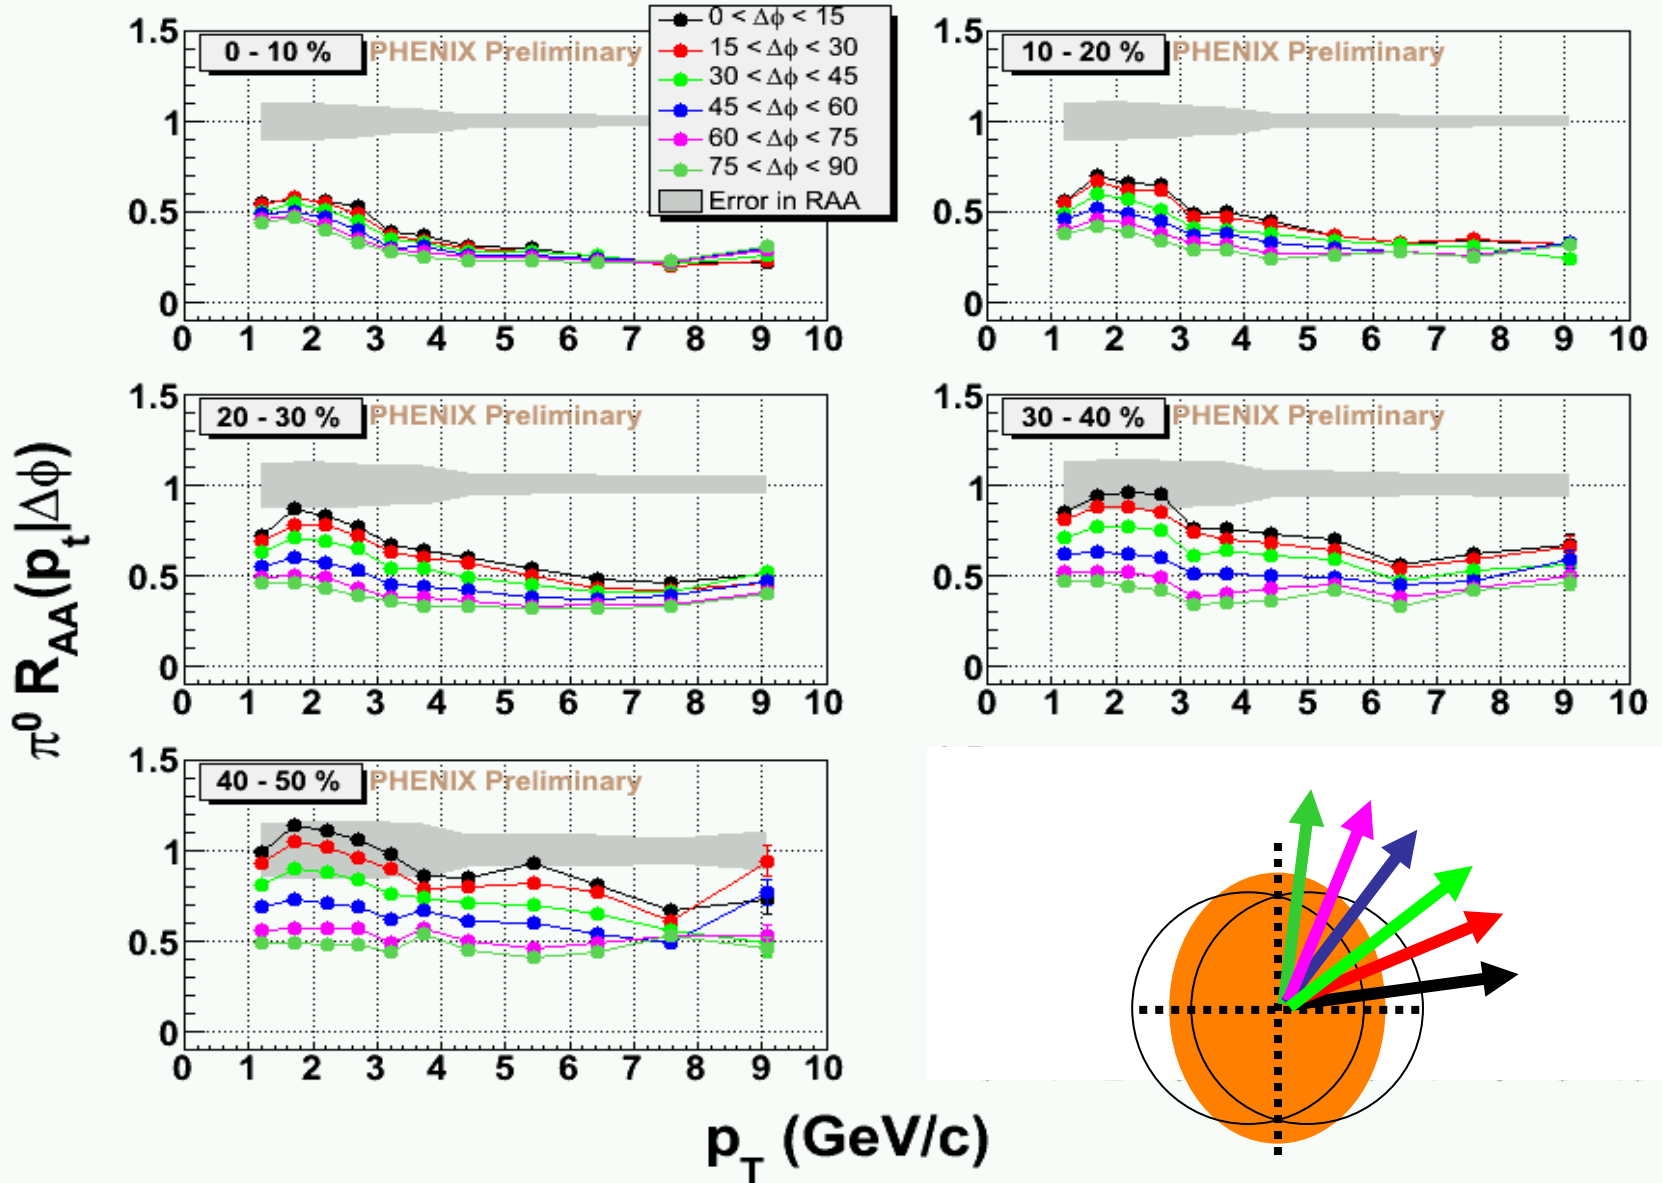 0 < Δϕ < 15
15 < Δϕ < 30
30 < Δϕ < 45
45 < Δϕ < 60
60 < Δϕ < 75
75 < Δϕ < 90
Error in RAA
0 - 10 %
PHENIX Preliminary
1.5
1
0.5
0
0 1 2 3 4 5 6 7 8 9 10
10 - 20 %
PHENIX Preliminary
1.5
1
0.5
0
0 1 2 3 4 5 6 7 8 9 10
20 - 30 %
PHENIX Preliminary
1.5
1
0.5
0
0 1 2 3 4 5 6 7 8 9 10
30 - 40 %
PHENIX Preliminary
1.5
1
0.5
0
0 1 2 3 4 5 6 7 8 9 10
40 - 50 %
PHENIX Preliminary
1.5
1
0.5
0
0 1 2 3 4 5 6 7 8 9 10
π⁰ R_AA(p_t|Δϕ)
p_T (GeV/c)